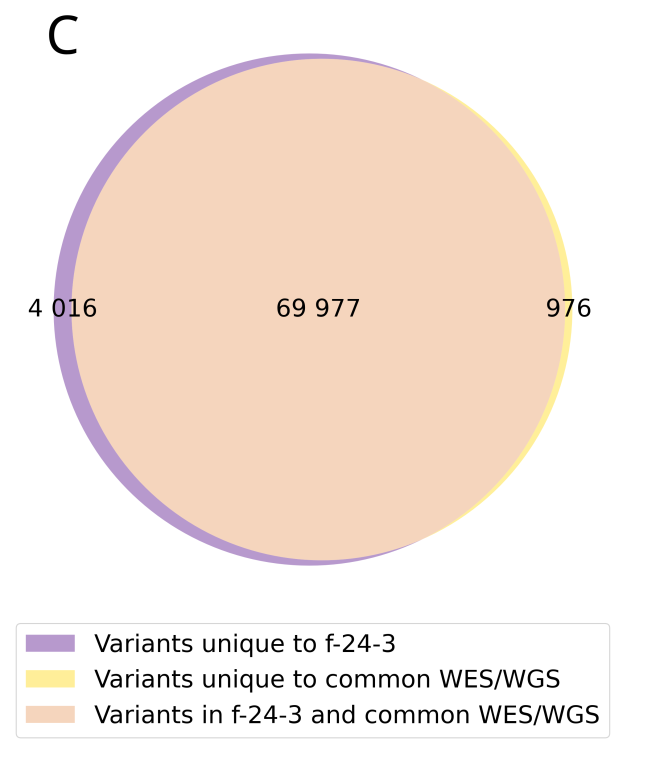 C
4 016
69 977
976
Variants unique to f-24-3
Variants unique to common WES/WGS
Variants in f-24-3 and common WES/WGS